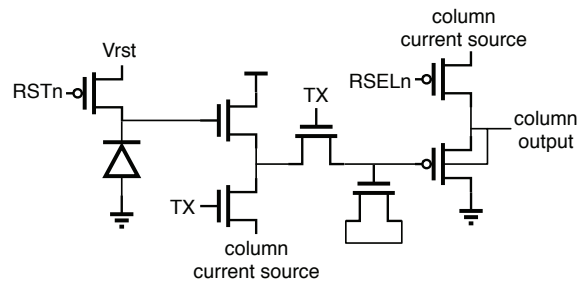 column
current source
Vrst
RSTn
RSELn
TX
column
output
TX
column
current source